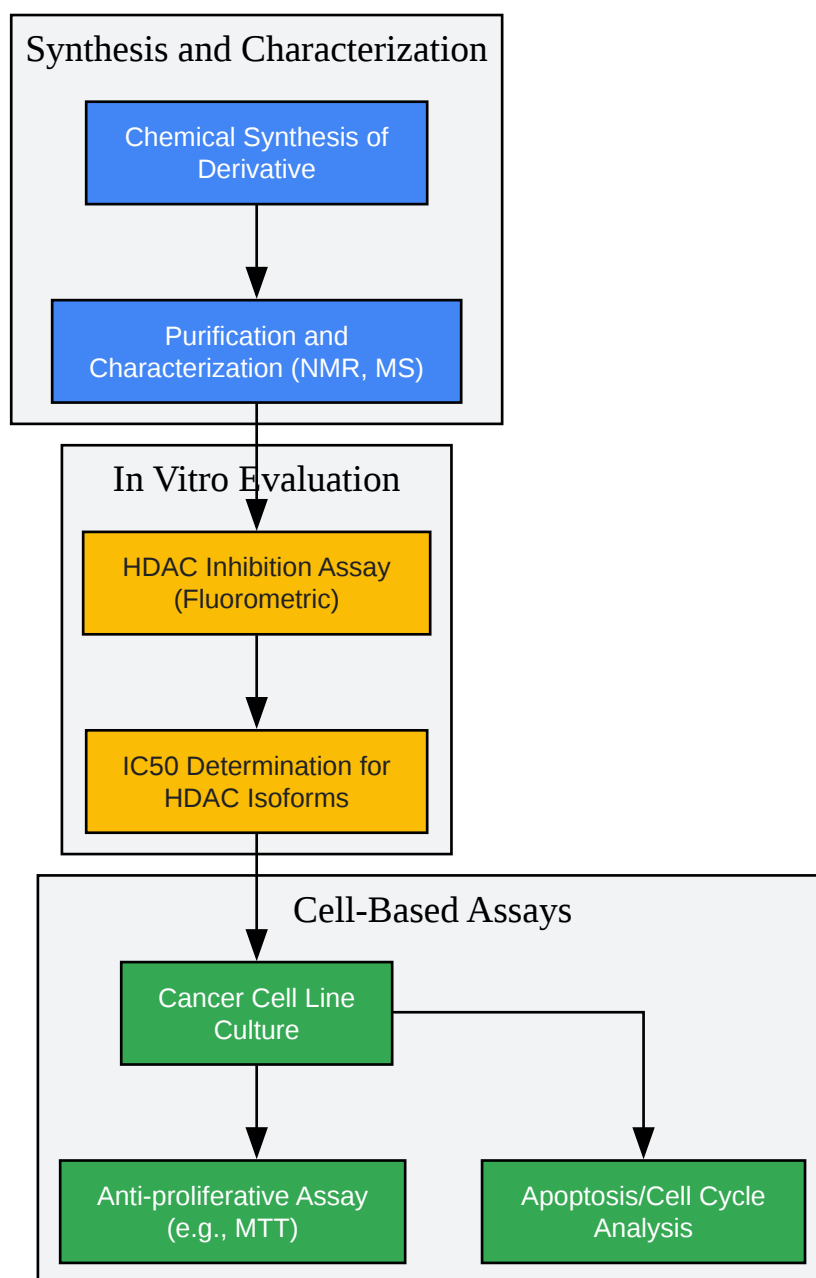 Synthesis and Characterization
Chemical Synthesis of
Derivative
Purification and
Characterization (NMR, MS)
In Vitro Evaluation
HDAC Inhibition Assay
(Fluorometric)
IC50 Determination for
HDAC Isoforms
Cell-Based Assays
Cancer Cell Line
Culture
Anti-proliferative Assay
(e.g., MTT)
Apoptosis/Cell Cycle
Analysis